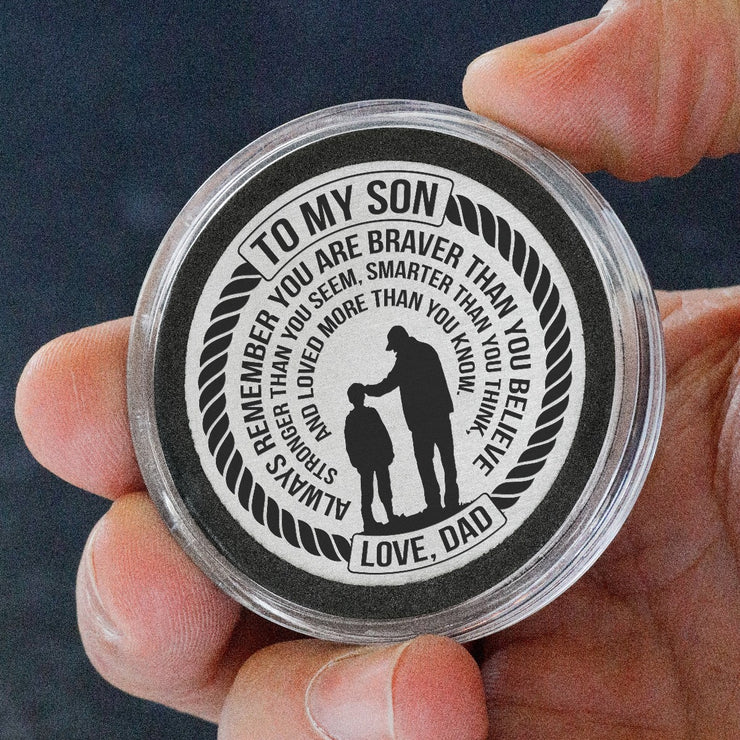 TO MY SON
ALWAYS REMEMBER YOU ARE BRAVER THAN YOU BELIEVE
STRONGER THAN YOU SEEM, SMARTER THAN YOU THINK,
AND LOVED MORE THAN YOU KNOW.
LOVE, DAD